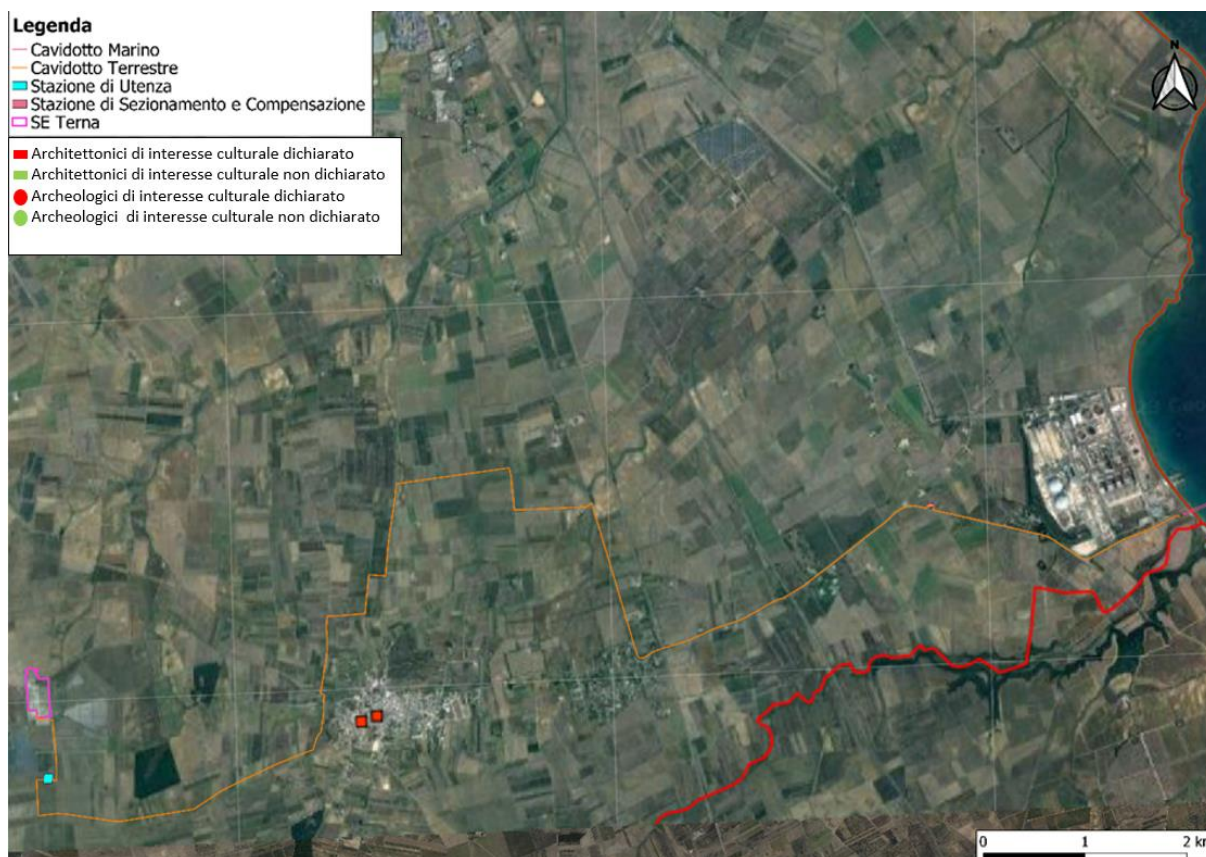 Legenda
Cavidotto Marino
Cavidotto Terrestre
Stazione di Utenza
Stazione di Sezionamento e Compensazione
SE Terna
Architettonici di interesse culturale dichiarato
Architettonici di interesse culturale non dichiarato
Archeologici di interesse culturale dichiarato
Archeologici di interesse culturale non dichiarato
N
0 1 2 km